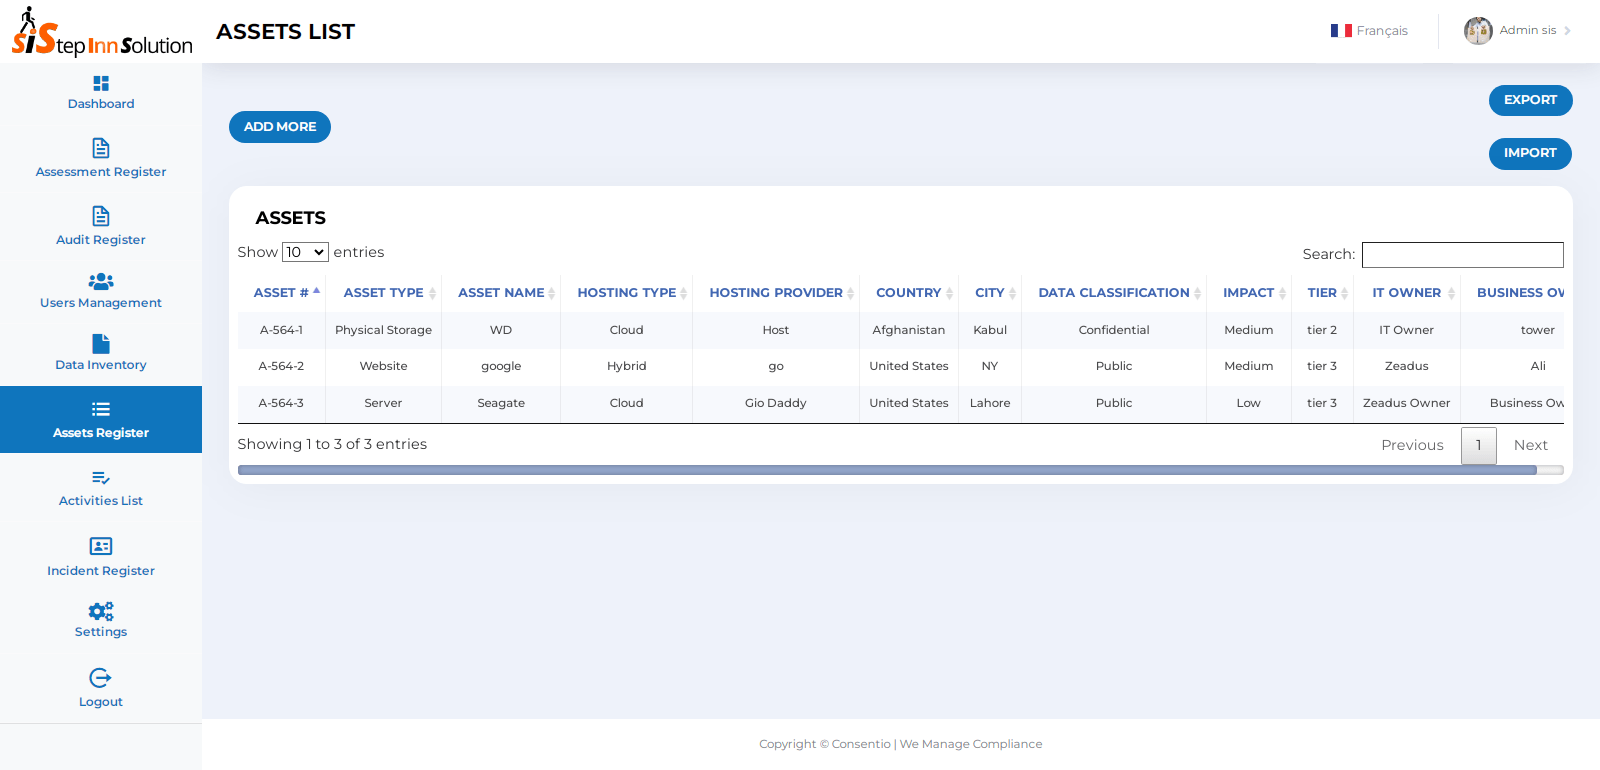 siStep Inn Solution
ASSETS LIST
Français
Admin sis
Dashboard
Assessment Register
Audit Register
Users Management
Data Inventory
Assets Register
Activities List
Incident Register
Settings
Logout
ADD MORE
EXPORT
IMPORT
ASSETS
Show 10 entries
Search:
ASSET # ASSET TYPE ASSET NAME HOSTING TYPE HOSTING PROVIDER COUNTRY CITY DATA CLASSIFICATION IMPACT TIER IT OWNER BUSINESS OW
A-564-1 Physical Storage WD Cloud Host Afghanistan Kabul Confidential Medium tier 2 IT Owner tower
A-564-2 Website google Hybrid go United States NY Public Medium tier 3 Zeadus Ali
A-564-3 Server Seagate Cloud Gio Daddy United States Lahore Public Low tier 3 Zeadus Owner Business Ow
Showing 1 to 3 of 3 entries
Previous 1 Next
Copyright © Consentio | We Manage Compliance